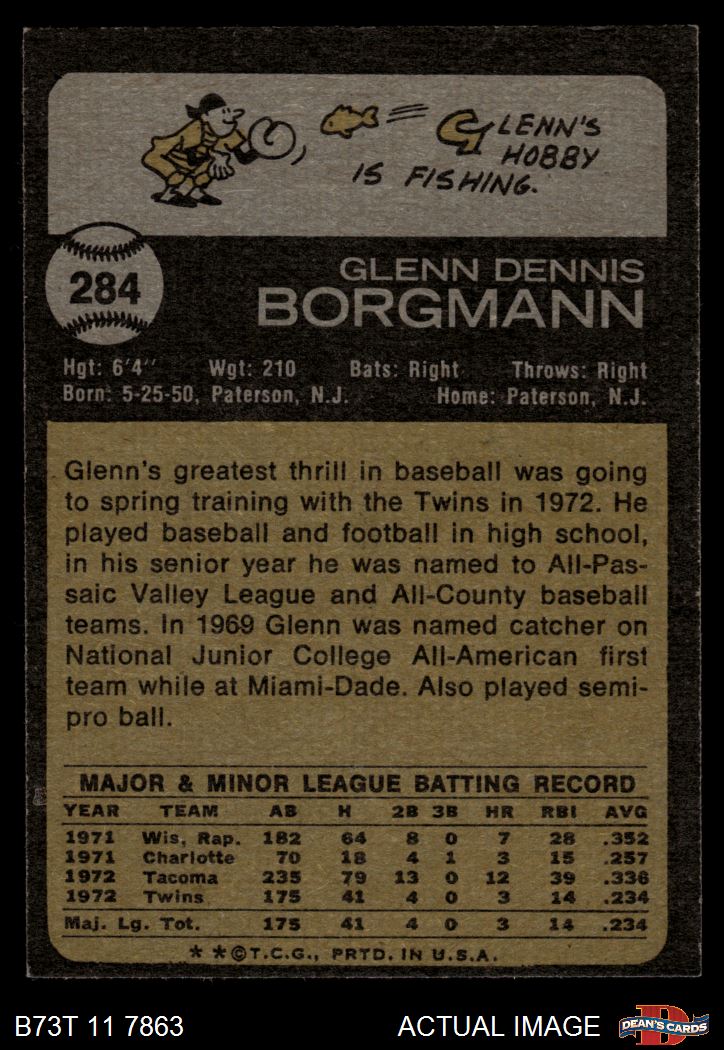 GLENN'S
HOBBY
IS FISHING.
284
GLENN DENNIS
BORGMANN
Hgt: 6'4" Wgt: 210 Bats: Right Throws: Right
Born: 5-25-50, Paterson, N.J. Home: Paterson, N.J.
Glenn's greatest thrill in baseball was going
to spring training with the Twins in 1972. He
played baseball and football in high school,
in his senior year he was named to All-Pas-
saic Valley League and All-County baseball
teams. In 1969 Glenn was named catcher on
National Junior College All-American first
team while at Miami-Dade. Also played semi-
pro ball.
MAJOR & MINOR LEAGUE BATTING RECORD
YEAR TEAM AB H 2B 3B HR RBI AVG
1971 Wis. Rap. 182 64 8 0 7 28 .352
1971 Charlotte 70 18 4 1 3 15 .257
1972 Tacoma 235 79 13 0 12 39 .336
1972 Twins 175 41 4 0 3 14 .234
Maj. Lg. Tot. 175 41 4 0 3 14 .234
* *©T.C.G., PRTD. IN U.S.A.
B73T 11 7863 ACTUAL IMAGE D DEAN'S CARDS